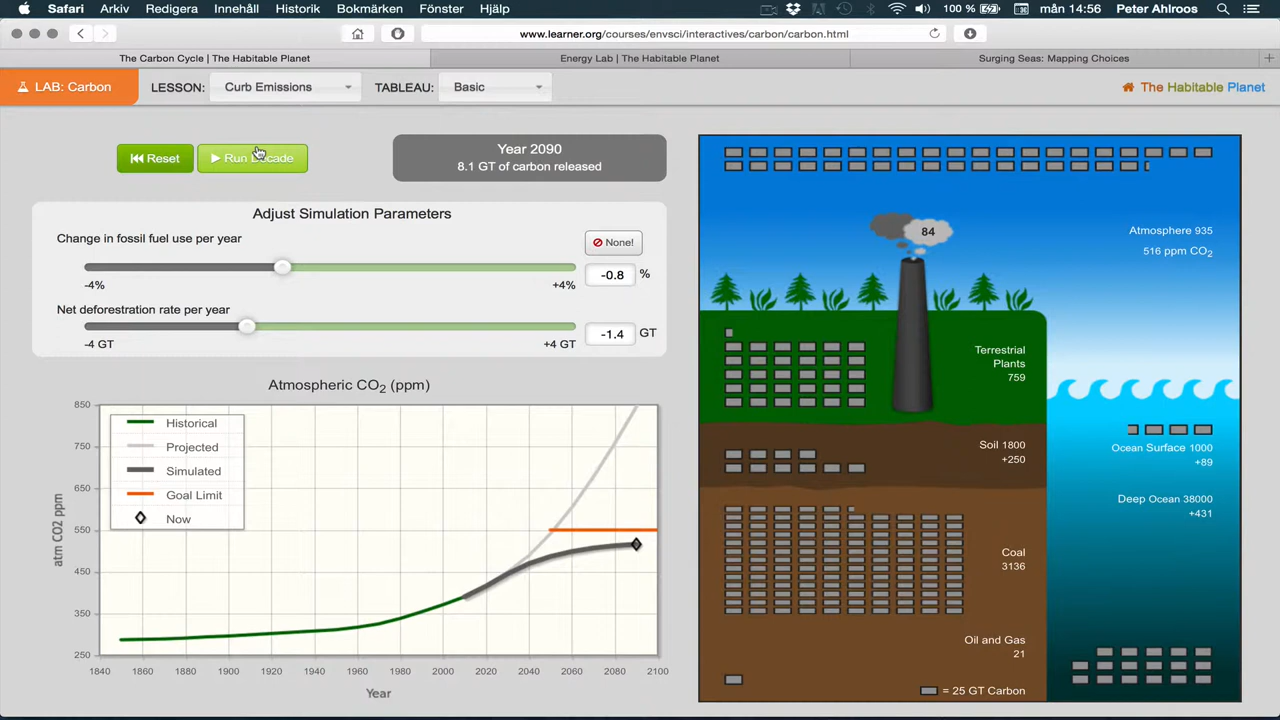 Safari Arkiv Redigera Innehåll Historik Bokmärken Fönster Hjälp 100 % mån 14:56 Peter Ahlroos
www.learner.org/courses/envsci/interactives/carbon/carbon.html
The Carbon Cycle | The Habitable Planet Energy Lab | The Habitable Planet Surging Seas: Mapping Choices
LAB: Carbon LESSON: Curb Emissions TABLEAU: Basic The Habitable Planet
Reset Run Decade
Year 2090
8.1 GT of carbon released
Adjust Simulation Parameters
Change in fossil fuel use per year None!
-0.8 %
-4% +4%
Net deforestration rate per year
-1.4 GT
-4 GT +4 GT
Atmospheric CO2 (ppm)
850
750
650
550
450
350
250
atm CO2 ppm
Historical
Projected
Simulated
Goal Limit
Now
1840 1860 1880 1900 1920 1940 1960 1980 2000 2020 2040 2060 2080 2100
Year
84
Atmosphere 935
516 ppm CO2
Terrestrial
Plants
759
Soil 1800
+250
Ocean Surface 1000
+89
Deep Ocean 38000
+431
Coal
3136
Oil and Gas
21
= 25 GT Carbon